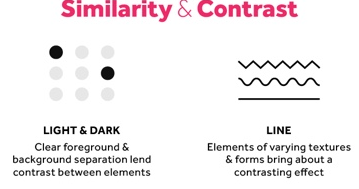 Similarity & Contrast
LIGHT & DARK
Clear foreground &
background separation lend
contrast between elements
LINE
Elements of varying textures
& forms bring about a
contrasting effect